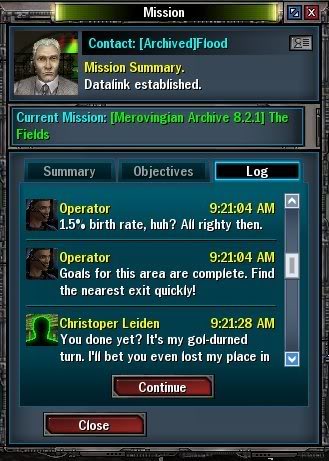 Mission
Contact: [Archived]Flood
Mission Summary.
Datalink established.
Current Mission: [Merovingian Archive 8.2.1] The
Fields
Summary
Objectives
Log
Operator 9:21:04 AM
1.5% birth rate, huh? All righty then.
Operator 9:21:04 AM
Goals for this area are complete. Find
the nearest exit quickly!
Christoper Leiden 9:21:28 AM
You done yet? It's my gol-durned
turn. I'll bet you even lost my place in
Continue
Close